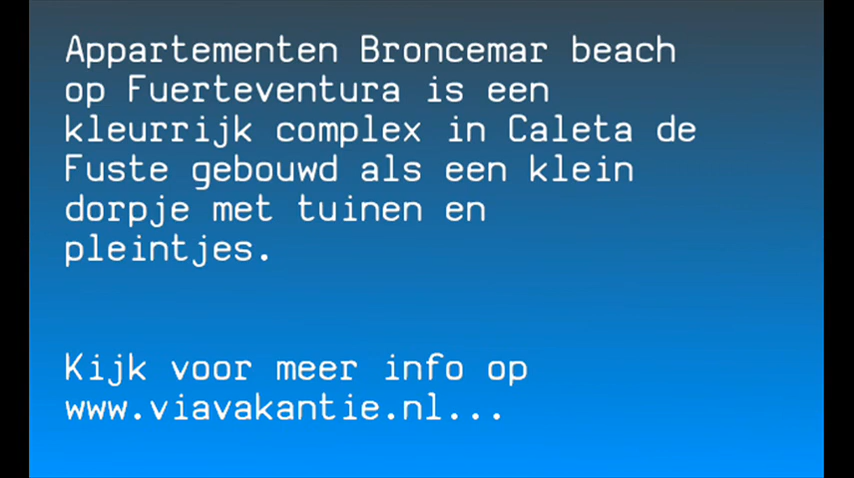 Appartementen Broncemar beach
op Fuerteventura is een
kleurrijk complex in Caleta de
Fuste gebouwd als een klein
dorpje met tuinen en
pleintjes.
Kijk voor meer info op
www.viavakantie.nl...